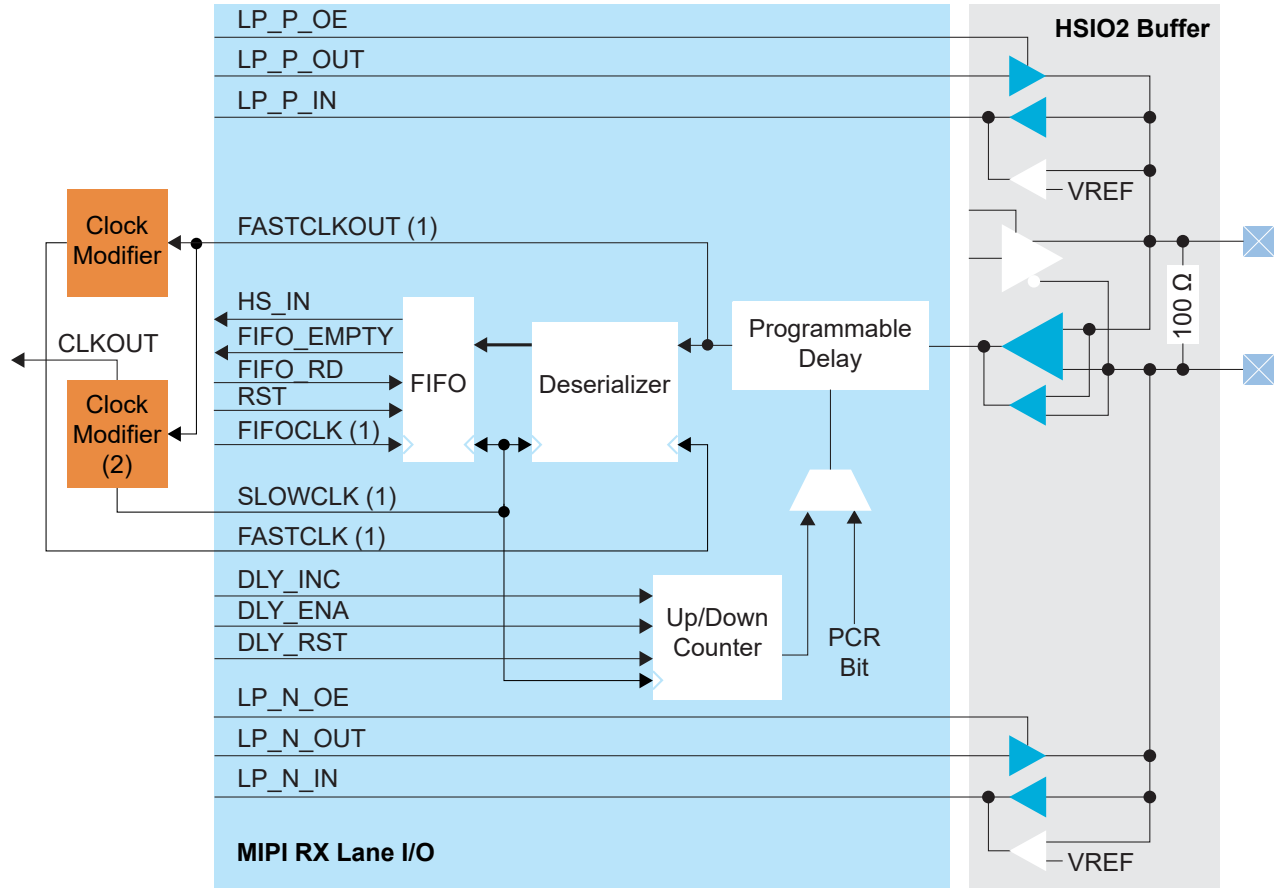 LP_P_OE
HSIO2 Buffer
LP_P_OUT
LP_P_IN
VREF
Clock
Modifier
FASTCLKOUT (1)
HS_IN
FIFO_EMPTY
FIFO_RD
RST
FIFOCLK (1)
FIFO
Deserializer
Programmable
Delay
100 Ω
CLKOUT
Clock
Modifier
(2)
SLOWCLK (1)
FASTCLK (1)
DLY_INC
DLY_ENA
DLY_RST
Up/Down
Counter
PCR
Bit
LP_N_OE
LP_N_OUT
LP_N_IN
VREF
MIPI RX Lane I/O